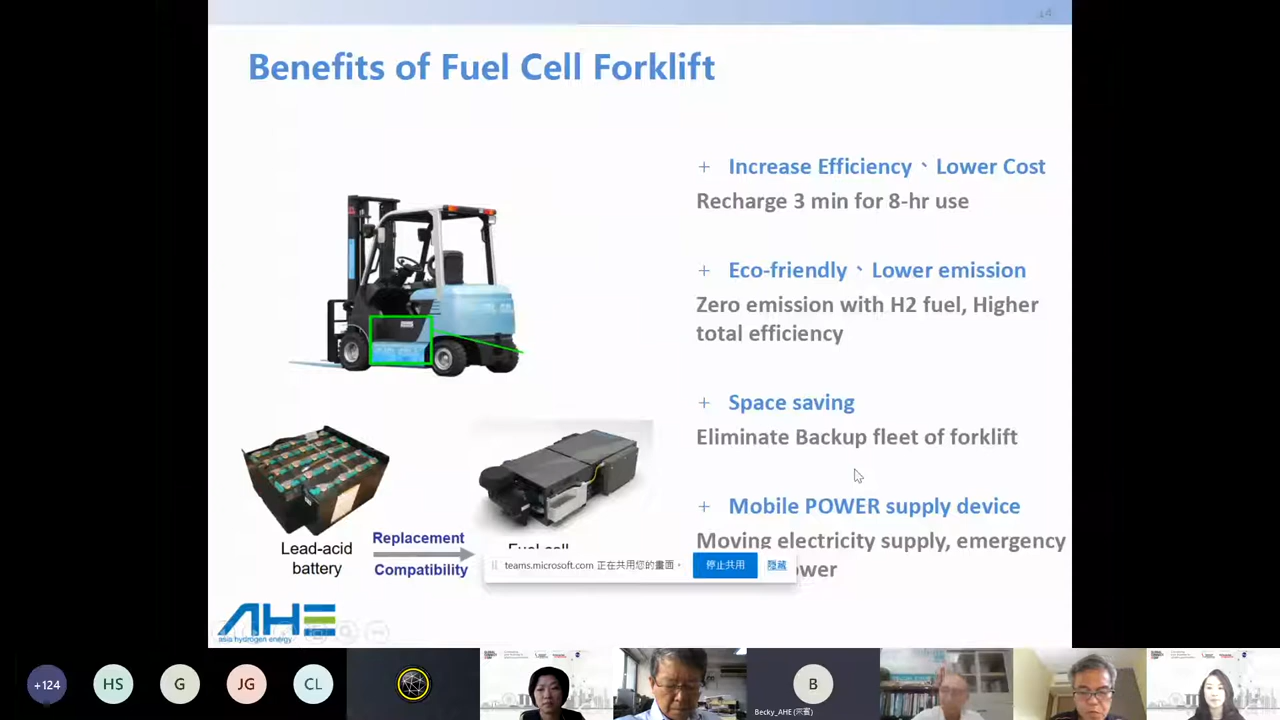 14
Benefits of Fuel Cell Forklift
+ Increase Efficiency、Lower Cost
Recharge 3 min for 8-hr use
+ Eco-friendly、Lower emission
Zero emission with H2 fuel, Higher
total efficiency
+ Space saving
Eliminate Backup fleet of forklift
+ Mobile POWER supply device
Moving electricity supply, emergency
Lead-acid
battery
Replacement
Compatibility
teams.microsoft.com 正在共用您的畫面。
停止共用
隱藏
AHE
asia hydrogen energy
+124
HS
G
JG
CL
B
Becky_AHE (示賓)